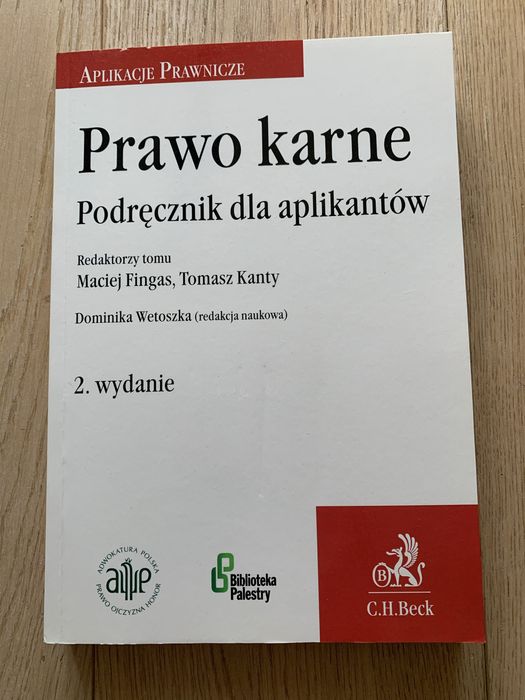 Aplikacje Prawnicze
Prawo karne
Podręcznik dla aplikantów
Redaktorzy tomu
Maciej Fingas, Tomasz Kanty
Dominika Wetoszka (redakcja naukowa)
2. wydanie
ADWOKATURA POLSKA
PRAWO OJCZYZNA HONOR
Biblioteka
Palestry
B
C.H.Beck